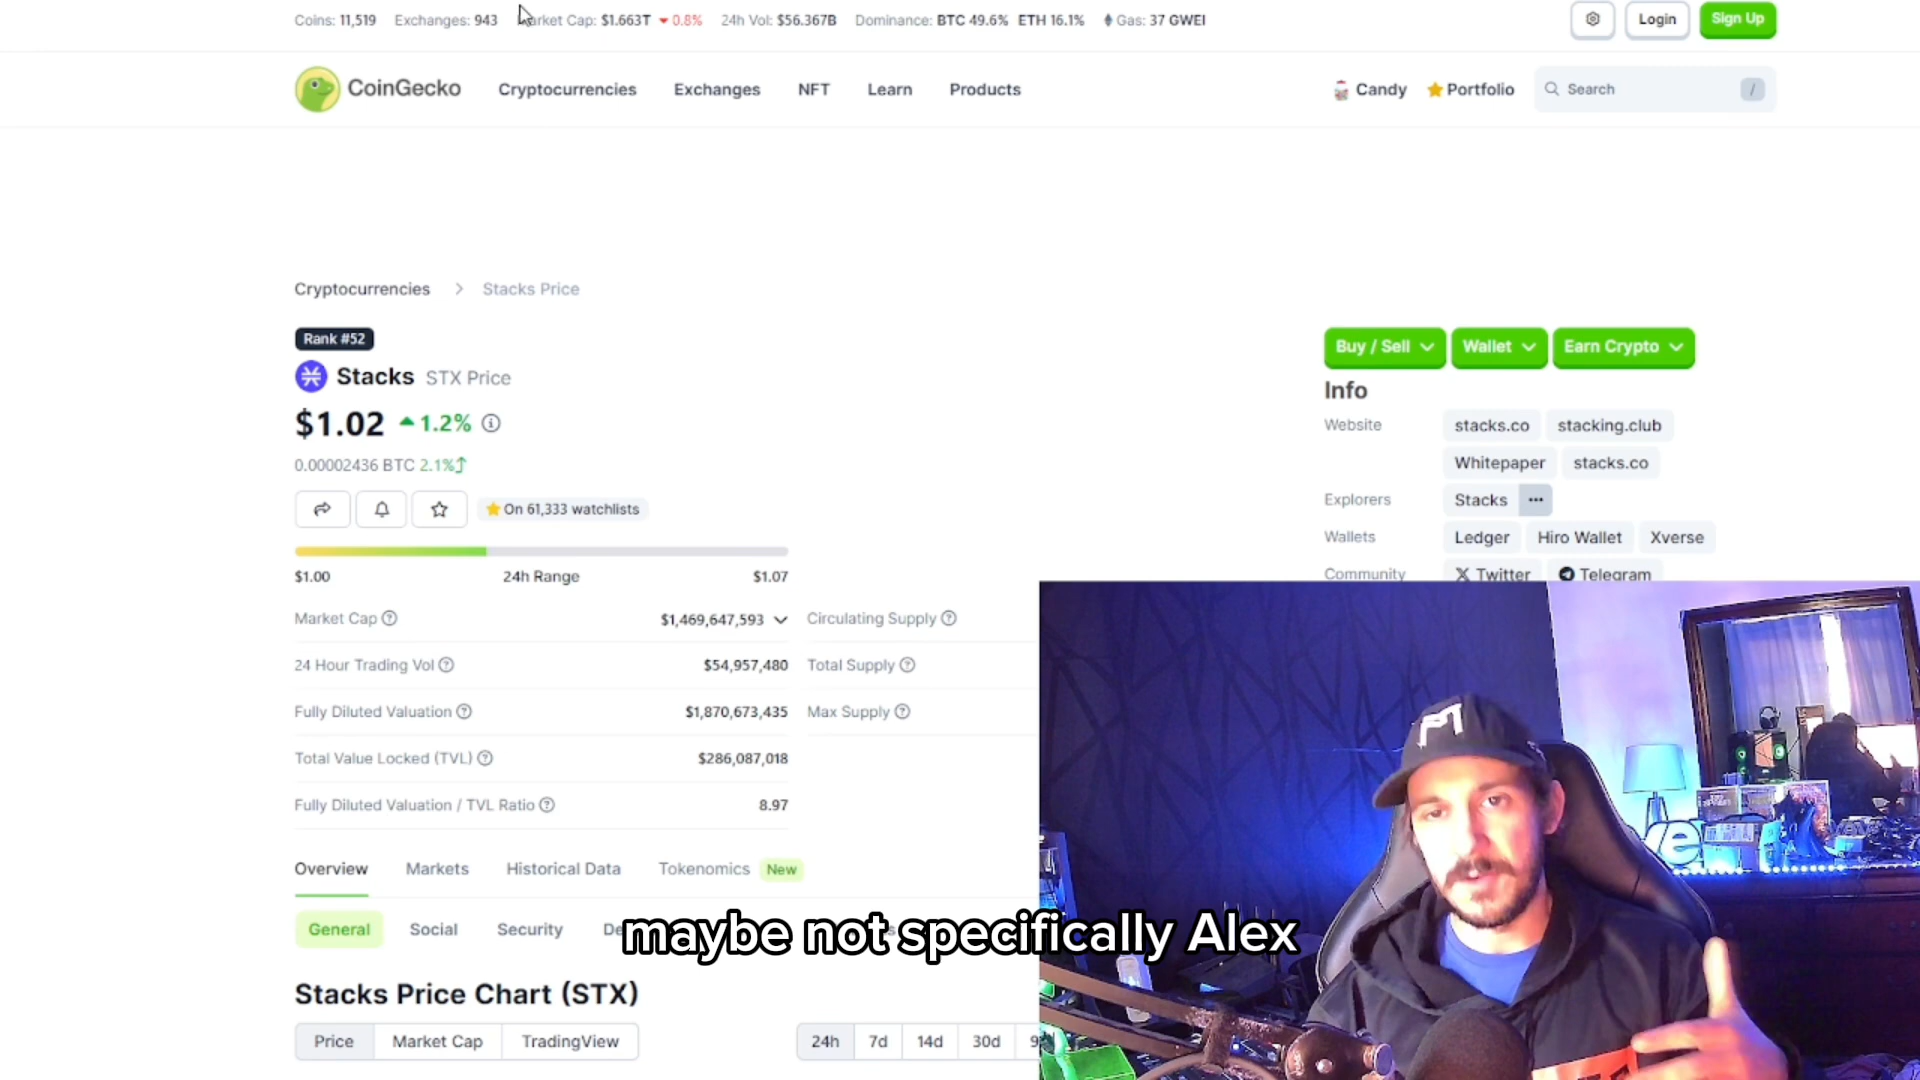 Coins: 11,519 Exchanges: 943 Market Cap: $1.663T 0.8% 24h Vol: $56.367B Dominance: BTC 49.6% ETH 16.1% Gas: 37 GWEI
Login Sign Up
CoinGecko Cryptocurrencies Exchanges NFT Learn Products Candy Portfolio Search /
Cryptocurrencies > Stacks Price
Rank #52
Stacks STX Price
$1.02 1.2%
0.00002436 BTC 2.1%
On 61,333 watchlists
$1.00 24h Range $1.07
Market Cap $1,469,647,593 Circulating Supply
24 Hour Trading Vol $54,957,480 Total Supply
Fully Diluted Valuation $1,870,673,435 Max Supply
Total Value Locked (TVL) $286,087,018
Fully Diluted Valuation / TVL Ratio 8.97
Buy / Sell Wallet Earn Crypto
Info
Website stacks.co stacking.club
Whitepaper stacks.co
Explorers Stacks ...
Wallets Ledger Hiro Wallet Xverse
Community Twitter Telegram
Overview Markets Historical Data Tokenomics New
General Social Security De
maybe not specifically Alex
Stacks Price Chart (STX)
Price Market Cap TradingView 24h 7d 14d 30d 9